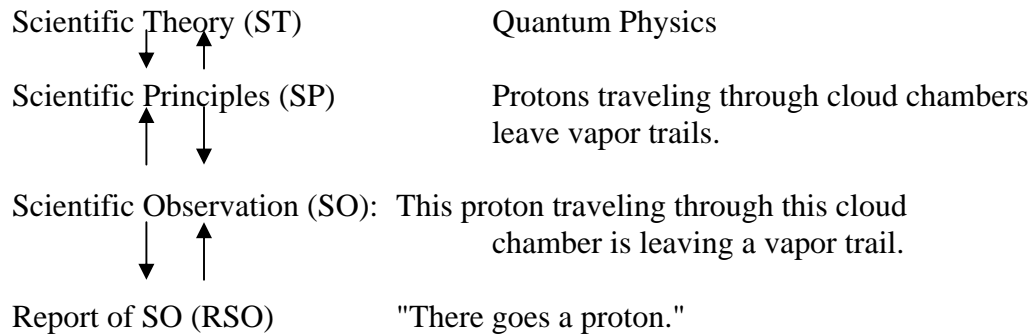 Scientific Theory (ST) Quantum Physics
Scientific Principles (SP) Protons traveling through cloud chambers
leave vapor trails.
Scientific Observation (SO): This proton traveling through this cloud
chamber is leaving a vapor trail.
Report of SO (RSO) "There goes a proton."